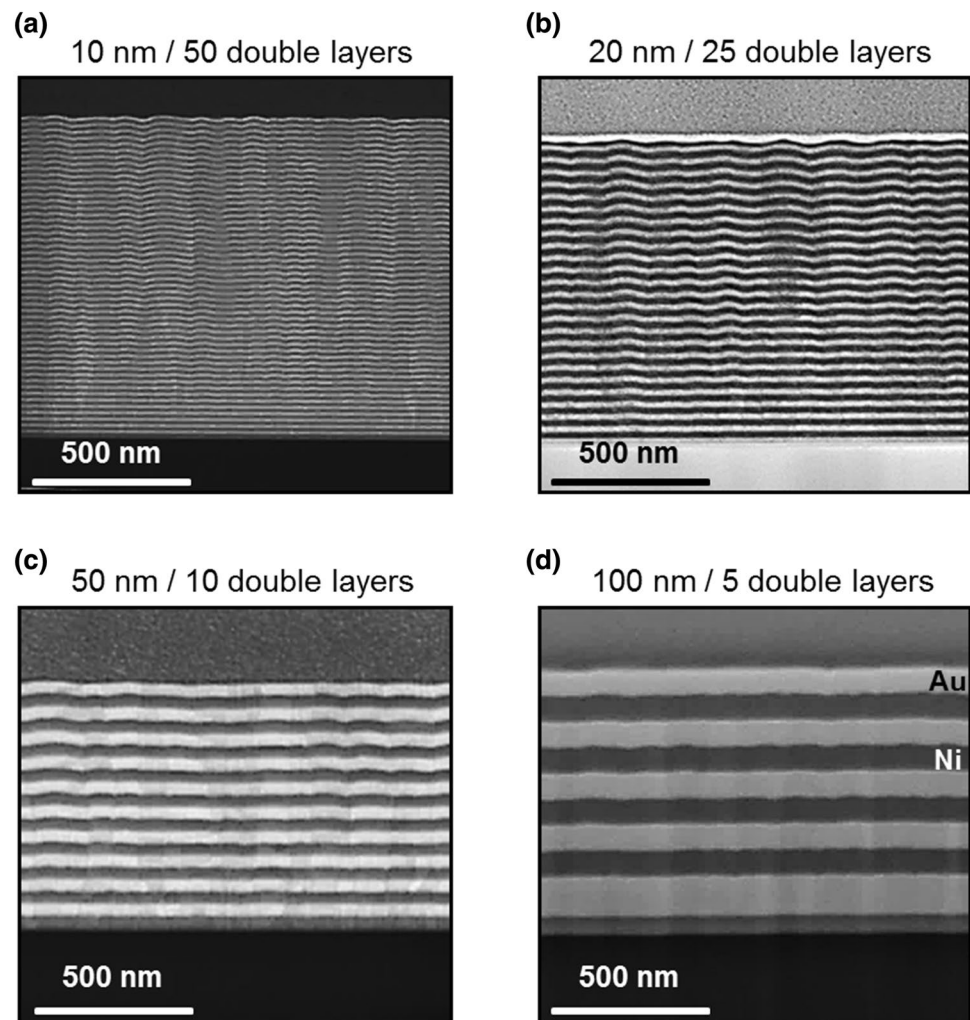 (a)
10 nm / 50 double layers
500 nm
(b)
20 nm / 25 double layers
500 nm
(c)
50 nm / 10 double layers
500 nm
(d)
100 nm / 5 double layers
Au
Ni
500 nm